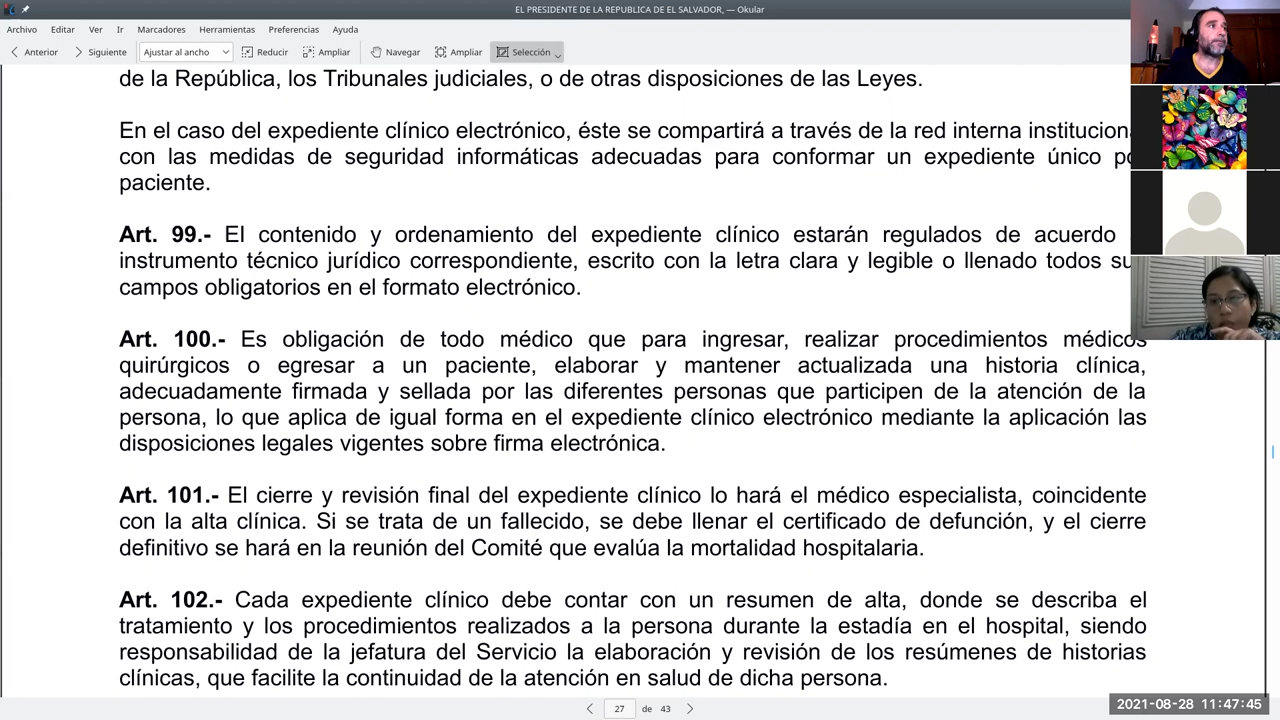 EL PRESIDENTE DE LA REPUBLICA DE EL SALVADOR, — Okular
Archivo Editar Ver Ir Marcadores Herramientas Preferencias Ayuda
Anterior Siguiente Ajustar al ancho Reducir Ampliar Navegar Ampliar Selección
de la República, los Tribunales judiciales, o de otras disposiciones de las Leyes.
En el caso del expediente clínico electrónico, éste se compartirá a través de la red interna
con las medidas de seguridad informáticas adecuadas para conformar un expediente único
paciente.
Art. 99.- El contenido y ordenamiento del expediente clínico estarán regulados de acuerdo
instrumento técnico jurídico correspondiente, escrito con la letra clara y legible o llenado todos
campos obligatorios en el formato electrónico.
Art. 100.- Es obligación de todo médico que para ingresar, realizar procedimientos médicos
quirúrgicos o egresar a un paciente, elaborar y mantener actualizada una historia clínica,
adecuadamente firmada y sellada por las diferentes personas que participen de la atención de la
persona, lo que aplica de igual forma en el expediente clínico electrónico mediante la aplicación las
disposiciones legales vigentes sobre firma electrónica.
Art. 101.- El cierre y revisión final del expediente clínico lo hará el médico especialista, coincidente
con la alta clínica. Si se trata de un fallecido, se debe llenar el certificado de defunción, y el cierre
definitivo se hará en la reunión del Comité que evalúa la mortalidad hospitalaria.
Art. 102.- Cada expediente clínico debe contar con un resumen de alta, donde se describa el
tratamiento y los procedimientos realizados a la persona durante la estadía en el hospital, siendo
responsabilidad de la jefatura del Servicio la elaboración y revisión de los resúmenes de historias
clínicas, que facilite la continuidad de la atención en salud de dicha persona.
27 de 43
2021-08-28 11:47:45